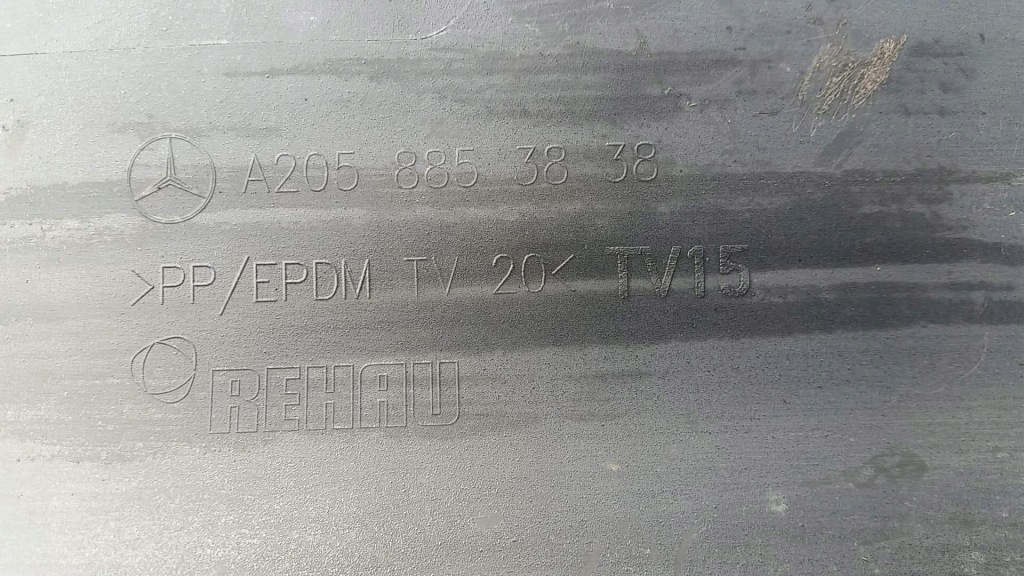 A205 885 38 38
>PP/EPDM TV 20< TV15
REHAU